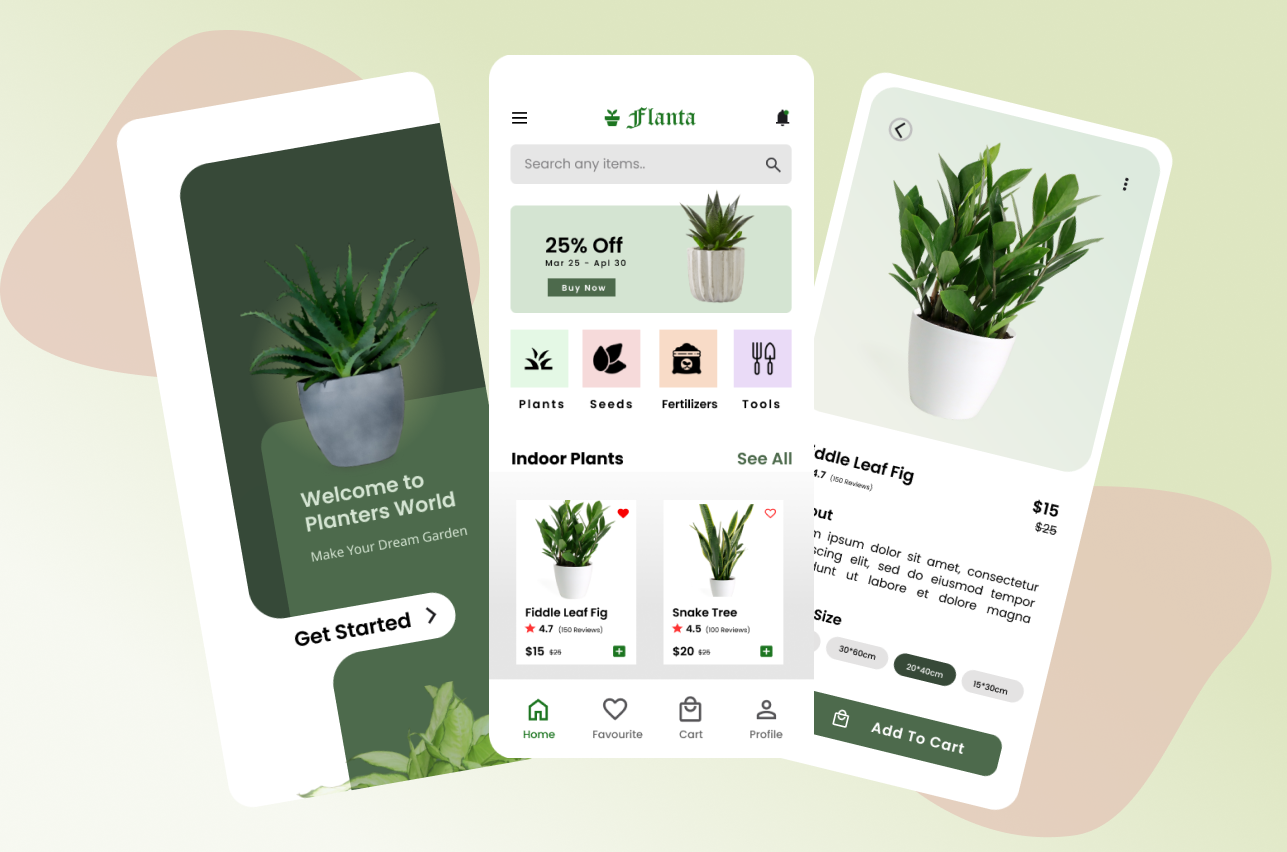 Welcome to
Planters World
Make Your Dream Garden
Get Started
Flanta
Search any items..
25% Off
Mar 25 - Apl 30
Buy Now
Plants Seeds Fertilizers Tools
Indoor Plants See All
Fiddle Leaf Fig Snake Tree
4.7 (150 Reviews) 4.5 (100 Reviews)
$15 $25 $20 $25
Home Favourite Cart Profile
ddle Leaf Fig
4.7 (150 Reviews)
$15
$25
out
m ipsum dolor sit amet, consectetur
scing elit, sed do eiusmod tempor
dunt ut labore et dolore magna
Size
30*60cm 20*40cm 15*30cm
Add To Cart